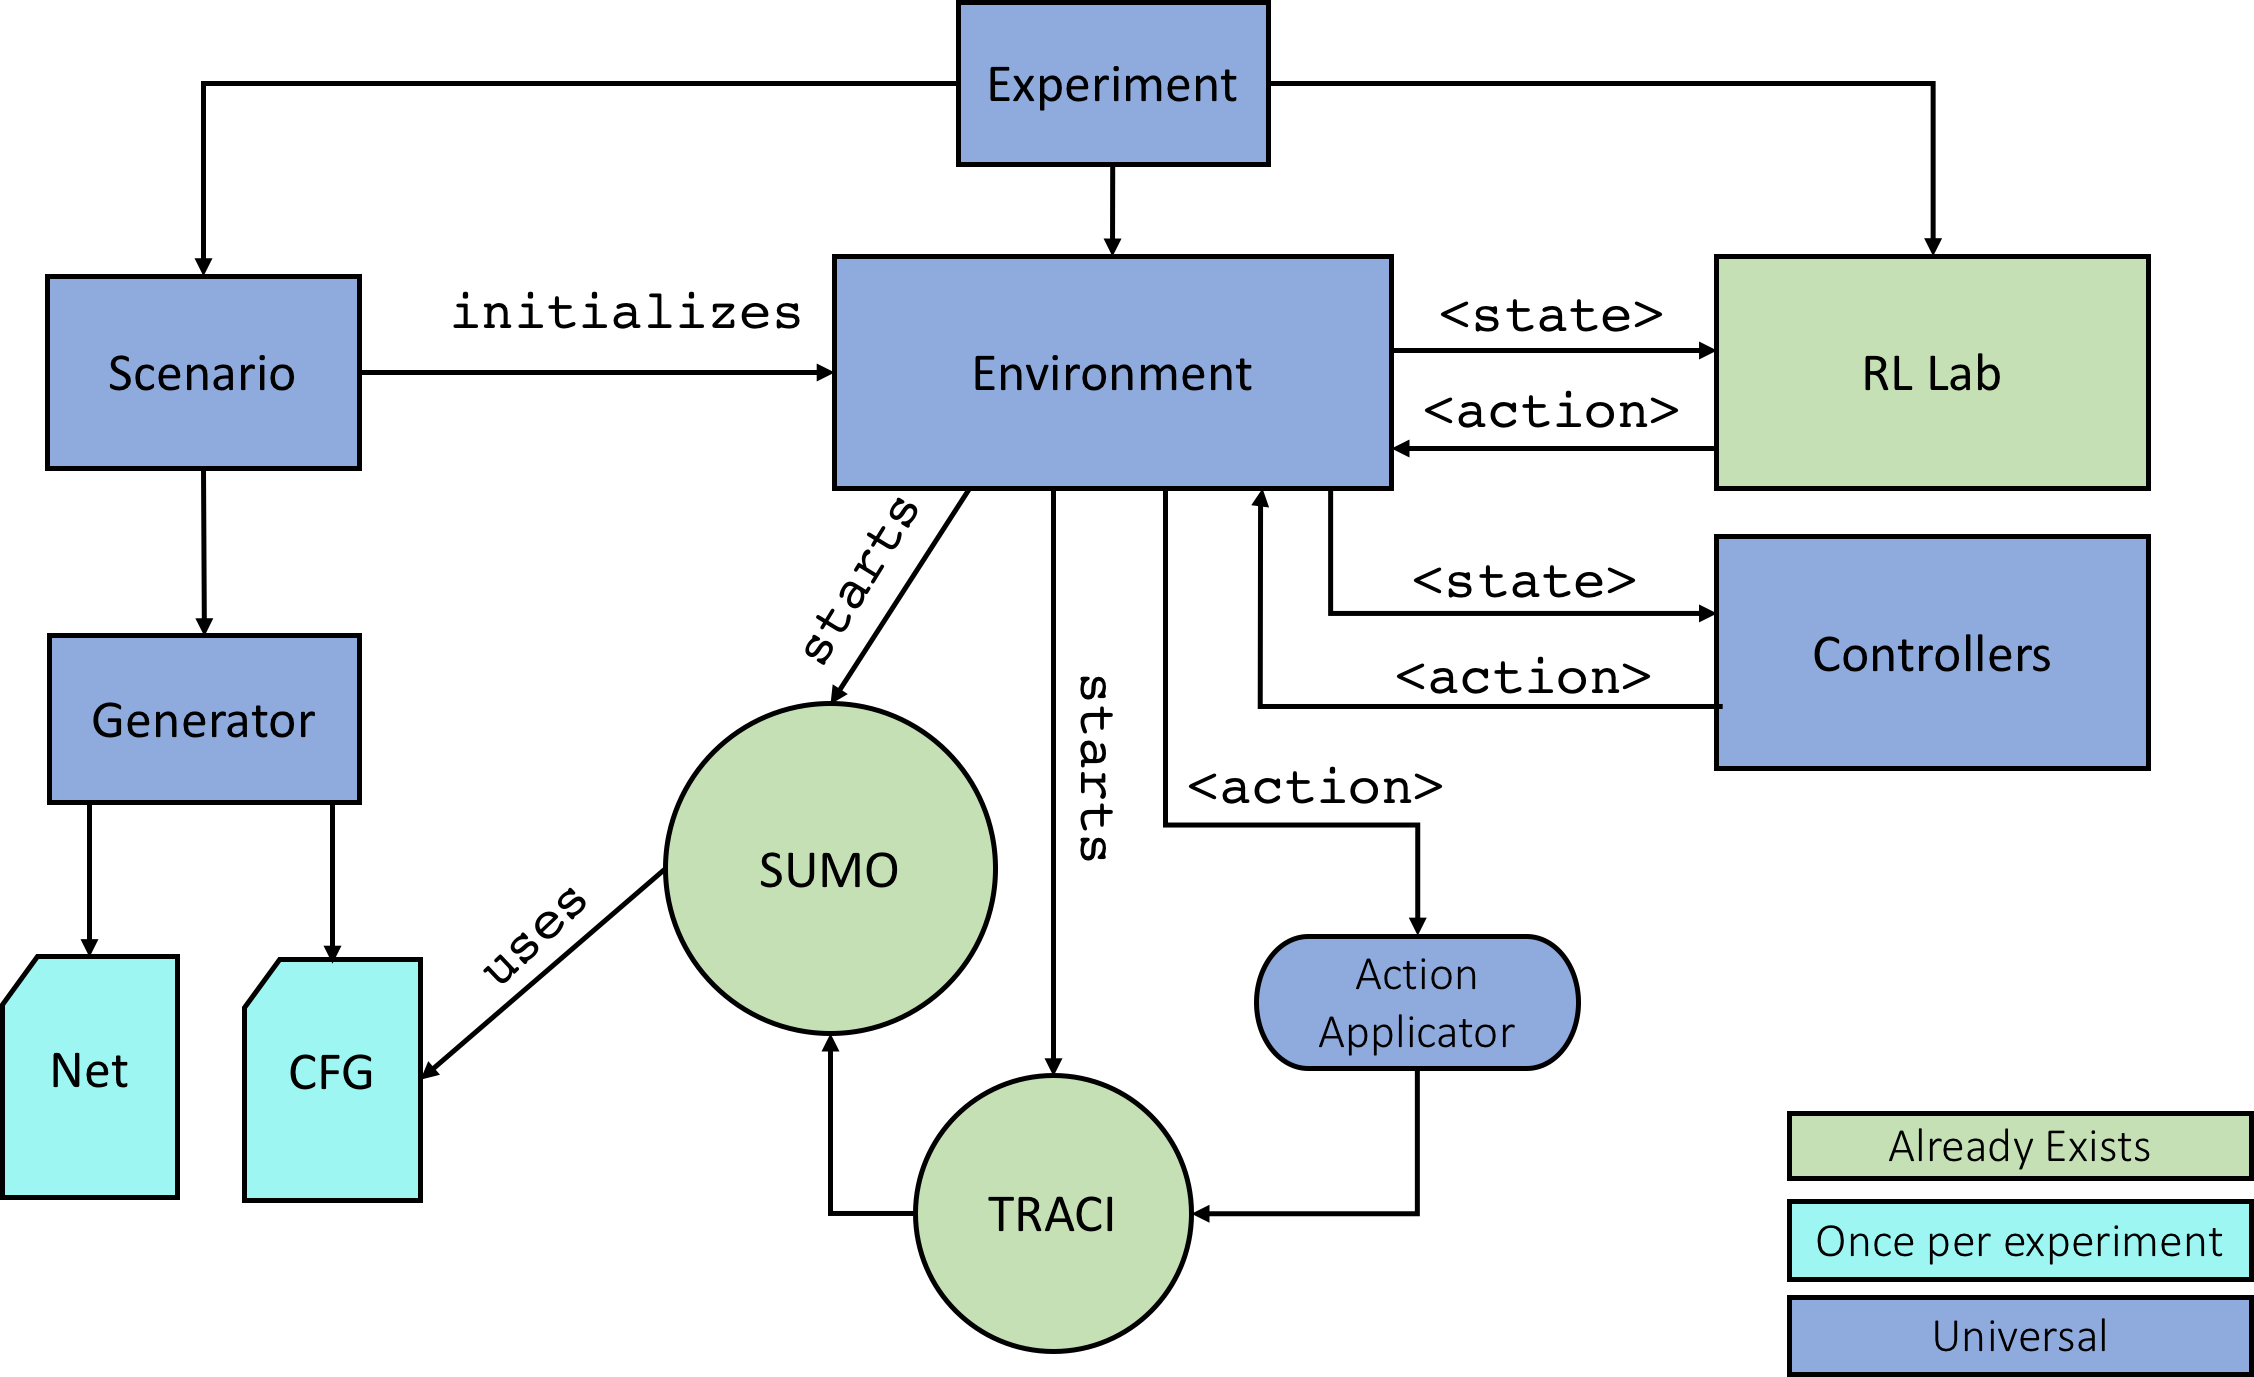 Experiment
initializes
Scenario
Environment
<state>
<action>
RL Lab
starts
starts
<state>
<action>
Controllers
Generator
<action>
SUMO
uses
Action
Applicator
Net
CFG
TRACI
Already Exists
Once per experiment
Universal